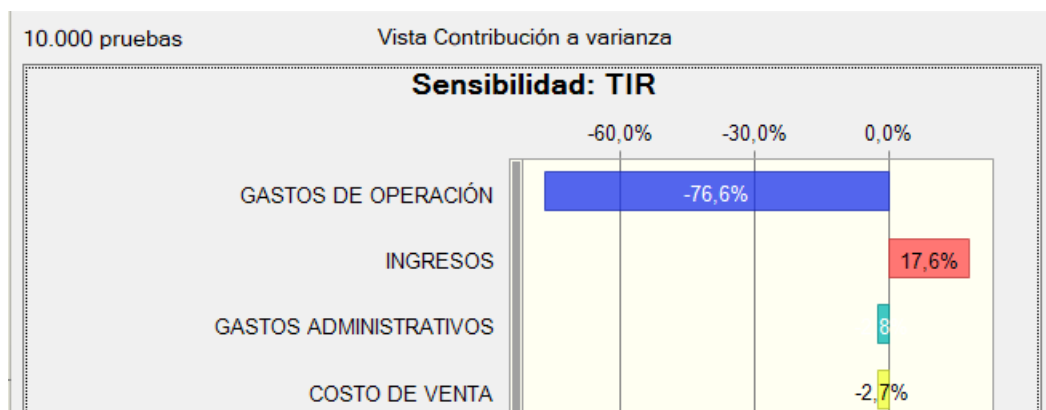 10.000 pruebas Vista Contribución a varianza
Sensibilidad: TIR
-60,0% -30,0% 0,0%
GASTOS DE OPERACIÓN -76,6%
INGRESOS 17,6%
GASTOS ADMINISTRATIVOS
COSTO DE VENTA -2,7%